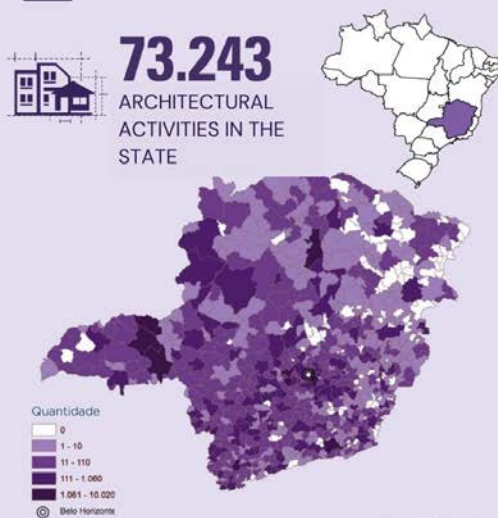 73.243
ARCHITECTURAL
ACTIVITIES IN THE
STATE
Quantidade
0
1 - 10
11 - 110
111 - 1.060
1.061 - 10.020
Belo Horizonte